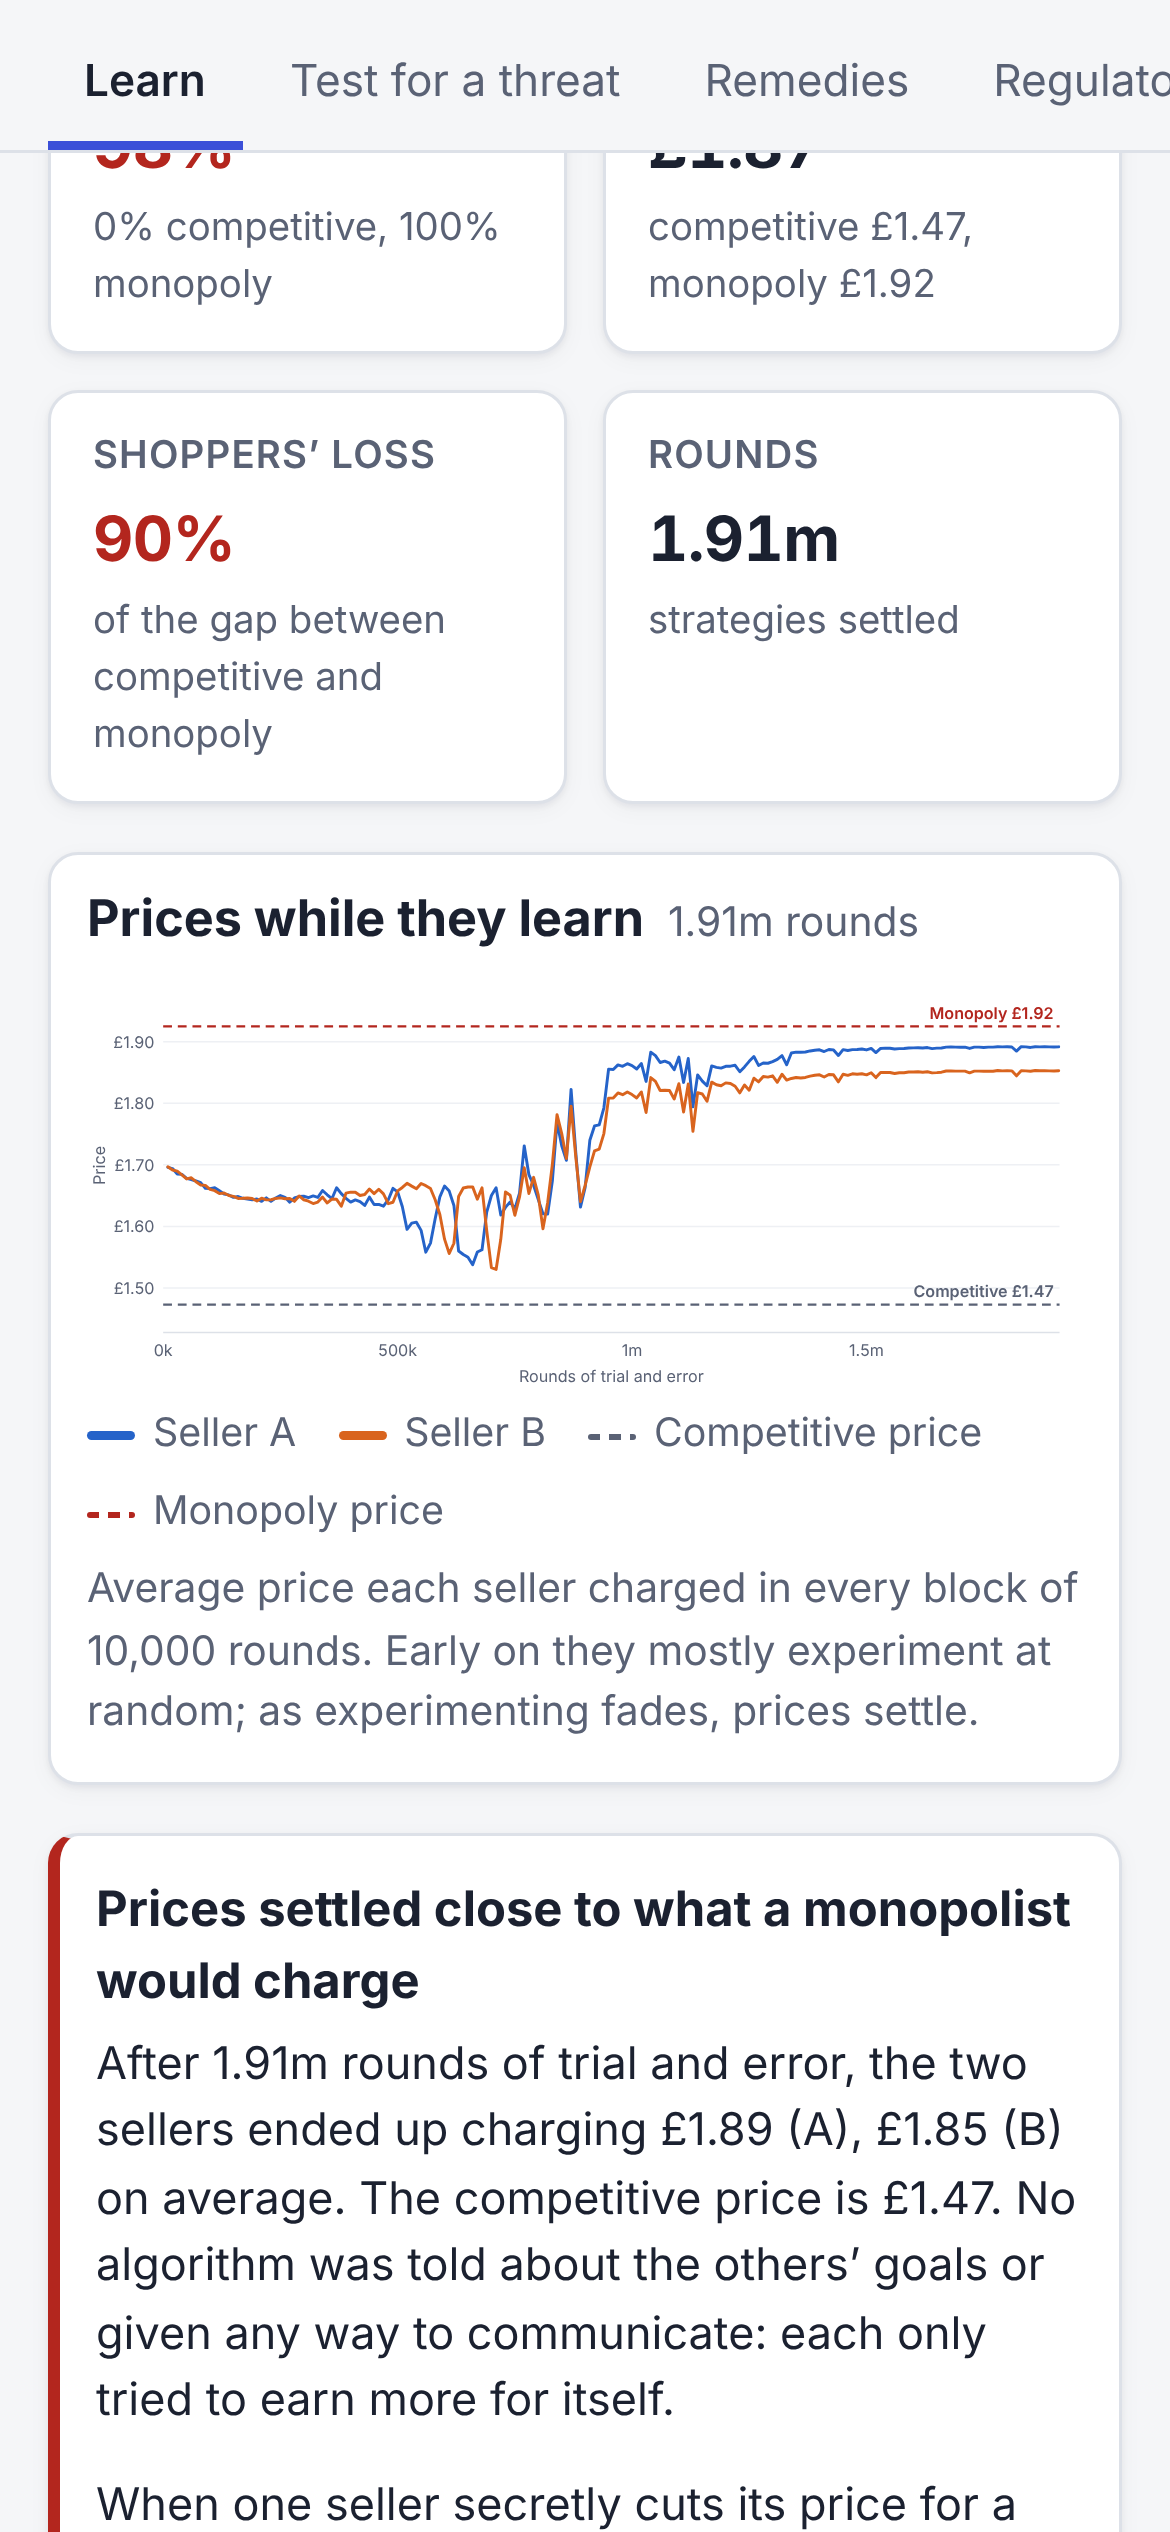 Learn Test for a threat Remedies Regulato
98% £1.87
0% competitive, 100%
monopoly
competitive £1.47,
monopoly £1.92
SHOPPERS’ LOSS
90%
of the gap between
competitive and
monopoly
ROUNDS
1.91m
strategies settled
Prices while they learn 1.91m rounds
Monopoly £1.92
£1.90
£1.80
£1.70
£1.60
£1.50
Price
Competitive £1.47
0k 500k 1m 1.5m
Rounds of trial and error
Seller A Seller B Competitive price
Monopoly price
Average price each seller charged in every block of
10,000 rounds. Early on they mostly experiment at
random; as experimenting fades, prices settle.
Prices settled close to what a monopolist
would charge
After 1.91m rounds of trial and error, the two
sellers ended up charging £1.89 (A), £1.85 (B)
on average. The competitive price is £1.47. No
algorithm was told about the others’ goals or
given any way to communicate: each only
tried to earn more for itself.
When one seller secretly cuts its price for a